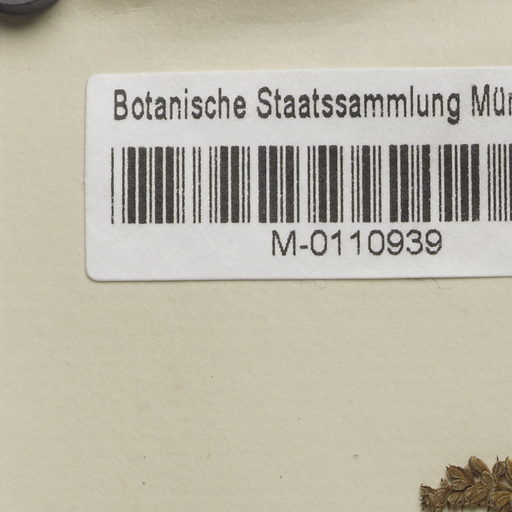 Botanische Staatssammlung Mün
M-0110939